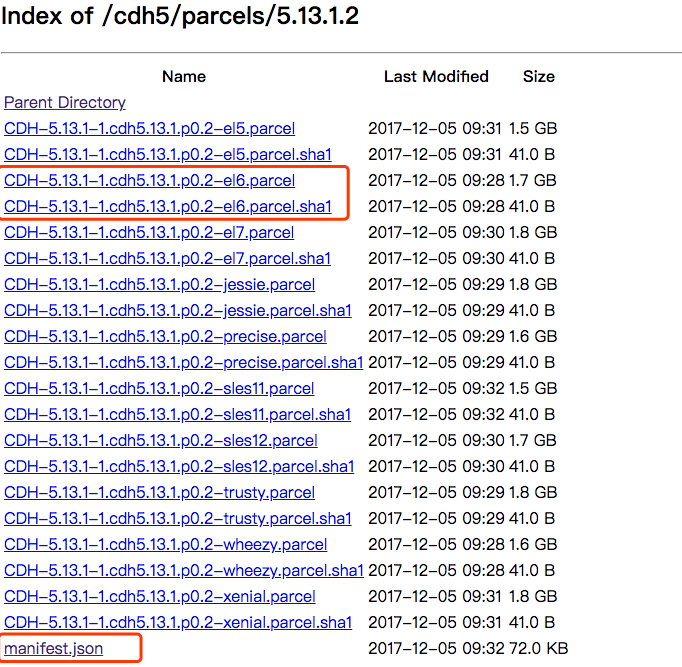 Index of /cdh5/parcels/5.13.1.2
Name Last Modified Size
Parent Directory
CDH-5.13.1-1.cdh5.13.1.p0.2-el5.parcel 2017-12-05 09:31 1.5 GB
CDH-5.13.1-1.cdh5.13.1.p0.2-el5.parcel.sha1 2017-12-05 09:31 41.0 B
CDH-5.13.1-1.cdh5.13.1.p0.2-el6.parcel 2017-12-05 09:28 1.7 GB
CDH-5.13.1-1.cdh5.13.1.p0.2-el6.parcel.sha1 2017-12-05 09:28 41.0 B
CDH-5.13.1-1.cdh5.13.1.p0.2-el7.parcel 2017-12-05 09:30 1.8 GB
CDH-5.13.1-1.cdh5.13.1.p0.2-el7.parcel.sha1 2017-12-05 09:30 41.0 B
CDH-5.13.1-1.cdh5.13.1.p0.2-jessie.parcel 2017-12-05 09:29 1.8 GB
CDH-5.13.1-1.cdh5.13.1.p0.2-jessie.parcel.sha1 2017-12-05 09:29 41.0 B
CDH-5.13.1-1.cdh5.13.1.p0.2-precise.parcel 2017-12-05 09:29 1.6 GB
CDH-5.13.1-1.cdh5.13.1.p0.2-precise.parcel.sha1 2017-12-05 09:29 41.0 B
CDH-5.13.1-1.cdh5.13.1.p0.2-sles11.parcel 2017-12-05 09:32 1.5 GB
CDH-5.13.1-1.cdh5.13.1.p0.2-sles11.parcel.sha1 2017-12-05 09:32 41.0 B
CDH-5.13.1-1.cdh5.13.1.p0.2-sles12.parcel 2017-12-05 09:30 1.7 GB
CDH-5.13.1-1.cdh5.13.1.p0.2-sles12.parcel.sha1 2017-12-05 09:30 41.0 B
CDH-5.13.1-1.cdh5.13.1.p0.2-trusty.parcel 2017-12-05 09:29 1.8 GB
CDH-5.13.1-1.cdh5.13.1.p0.2-trusty.parcel.sha1 2017-12-05 09:29 41.0 B
CDH-5.13.1-1.cdh5.13.1.p0.2-wheezy.parcel 2017-12-05 09:28 1.6 GB
CDH-5.13.1-1.cdh5.13.1.p0.2-wheezy.parcel.sha1 2017-12-05 09:28 41.0 B
CDH-5.13.1-1.cdh5.13.1.p0.2-xenial.parcel 2017-12-05 09:31 1.8 GB
CDH-5.13.1-1.cdh5.13.1.p0.2-xenial.parcel.sha1 2017-12-05 09:31 41.0 B
manifest.json 2017-12-05 09:32 72.0 KB